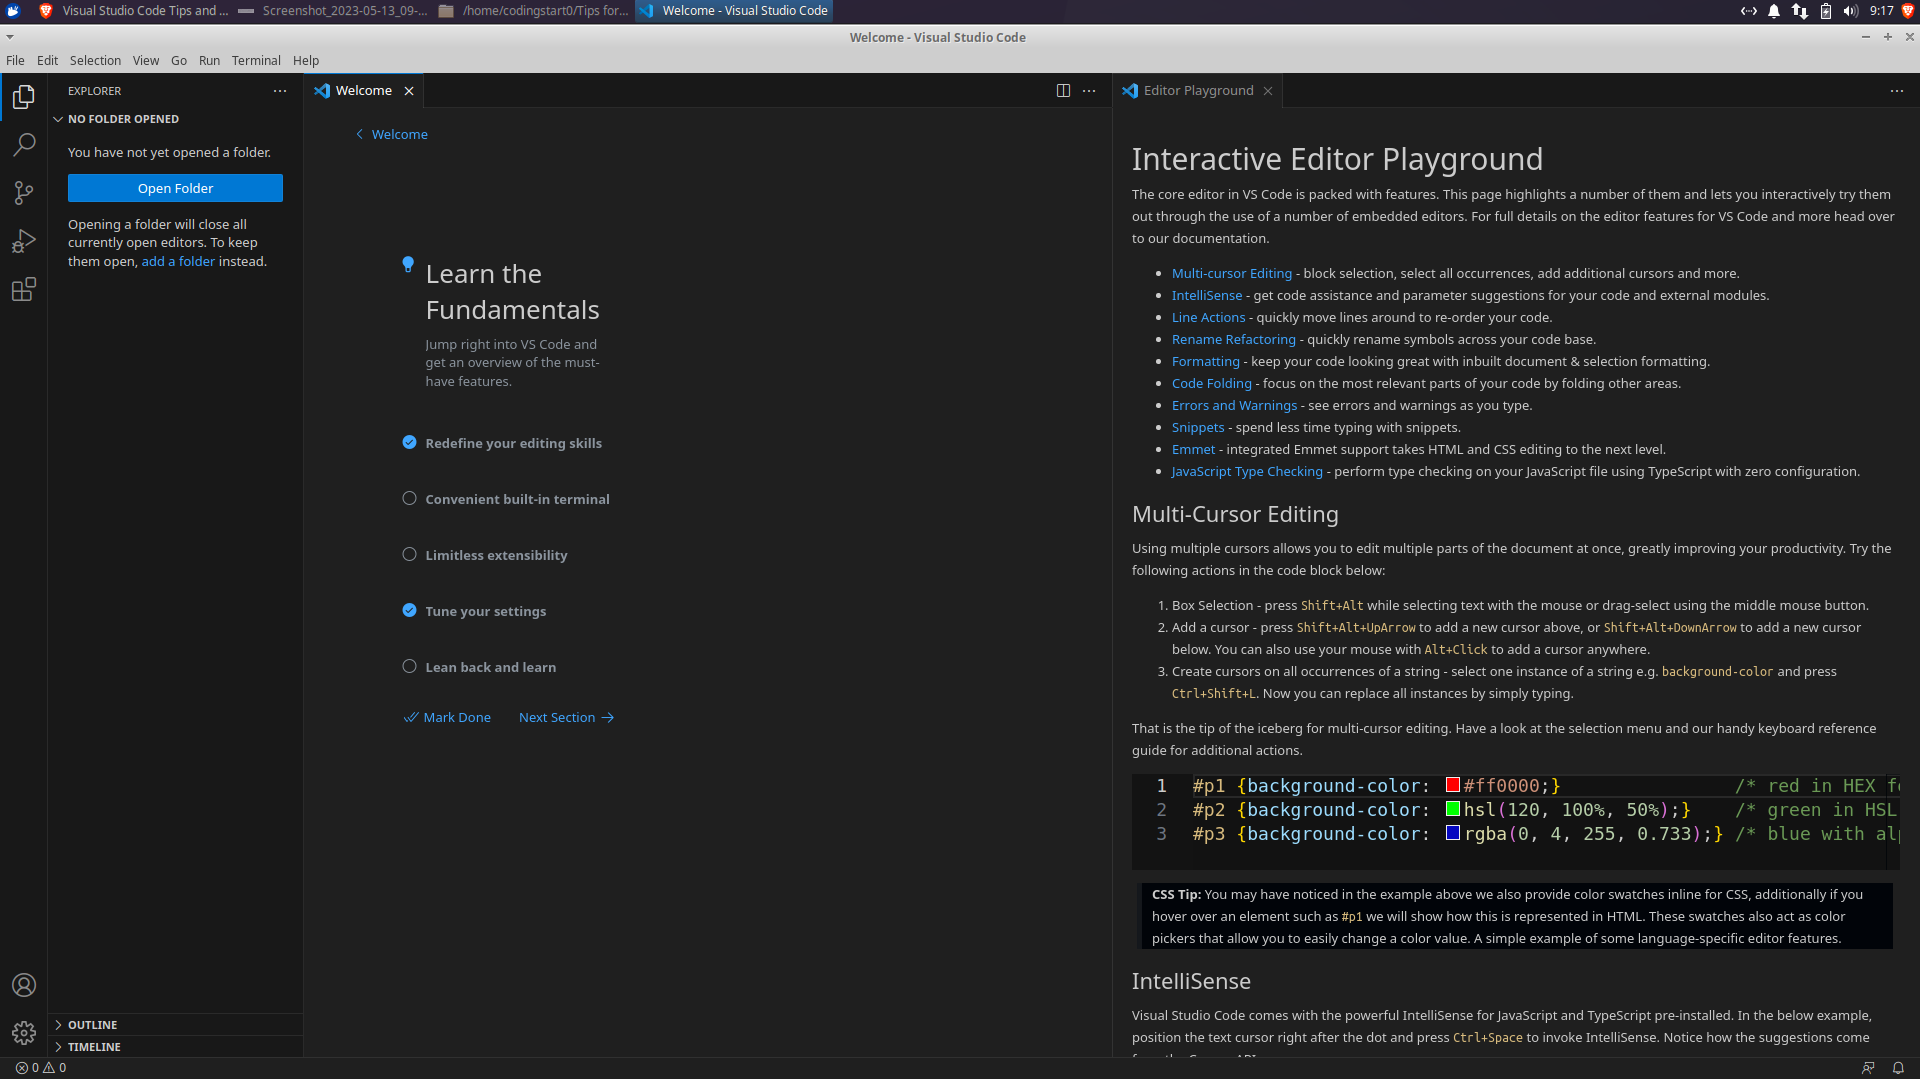 Visual Studio Code Tips and ...
Screenshot_2023-05-13_09-...
/home/codingstart0/Tips for...
Welcome - Visual Studio Code
9:17
Welcome - Visual Studio Code
File Edit Selection View Go Run Terminal Help
EXPLORER
NO FOLDER OPENED
You have not yet opened a folder.
Open Folder
Opening a folder will close all
currently open editors. To keep
them open, add a folder instead.
OUTLINE
TIMELINE
Welcome
Welcome
Learn the
Fundamentals
Jump right into VS Code and
get an overview of the must-
have features.
Redefine your editing skills
Convenient built-in terminal
Limitless extensibility
Tune your settings
Lean back and learn
Mark Done
Next Section
Editor Playground
Interactive Editor Playground
The core editor in VS Code is packed with features. This page highlights a number of them and lets you interactively try them
out through the use of a number of embedded editors. For full details on the editor features for VS Code and more head over
to our documentation.
• Multi-cursor Editing - block selection, select all occurrences, add additional cursors and more.
• IntelliSense - get code assistance and parameter suggestions for your code and external modules.
• Line Actions - quickly move lines around to re-order your code.
• Rename Refactoring - quickly rename symbols across your code base.
• Formatting - keep your code looking great with inbuilt document & selection formatting.
• Code Folding - focus on the most relevant parts of your code by folding other areas.
• Errors and Warnings - see errors and warnings as you type.
• Snippets - spend less time typing with snippets.
• Emmet - integrated Emmet support takes HTML and CSS editing to the next level.
• JavaScript Type Checking - perform type checking on your JavaScript file using TypeScript with zero configuration.
Multi-Cursor Editing
Using multiple cursors allows you to edit multiple parts of the document at once, greatly improving your productivity. Try the
following actions in the code block below:
1. Box Selection - press Shift+Alt while selecting text with the mouse or drag-select using the middle mouse button.
2. Add a cursor - press Shift+Alt+UpArrow to add a new cursor above, or Shift+Alt+DownArrow to add a new cursor
below. You can also use your mouse with Alt+Click to add a cursor anywhere.
3. Create cursors on all occurrences of a string - select one instance of a string e.g. background-color and press
Ctrl+Shift+L. Now you can replace all instances by simply typing.
That is the tip of the iceberg for multi-cursor editing. Have a look at the selection menu and our handy keyboard reference
guide for additional actions.
1 #p1 {background-color: #ff0000;} /* red in HEX fo
2 #p2 {background-color: hsl(120, 100%, 50%);} /* green in HSL
3 #p3 {background-color: rgba(0, 4, 255, 0.733);} /* blue with alp
CSS Tip: You may have noticed in the example above we also provide color swatches inline for CSS, additionally if you
hover over an element such as #p1 we will show how this is represented in HTML. These swatches also act as color
pickers that allow you to easily change a color value. A simple example of some language-specific editor features.
IntelliSense
Visual Studio Code comes with the powerful IntelliSense for JavaScript and TypeScript pre-installed. In the below example,
position the text cursor right after the dot and press Ctrl+Space to invoke IntelliSense. Notice how the suggestions come
0 0